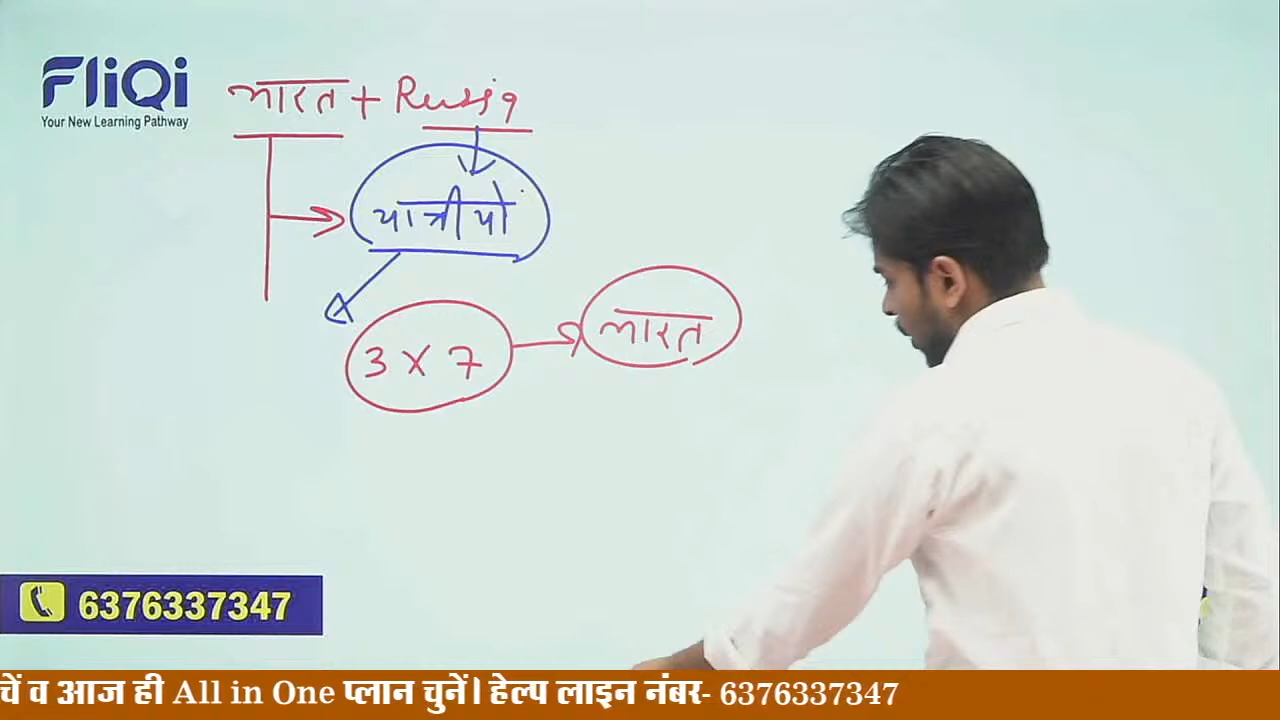 FliQi
Your New Learning Pathway
भारत + Russia
यात्रीयो
3 x 7
भारत
6376337347
चें व आज ही All in One प्लान चुनें। हेल्प लाइन नंबर- 6376337347